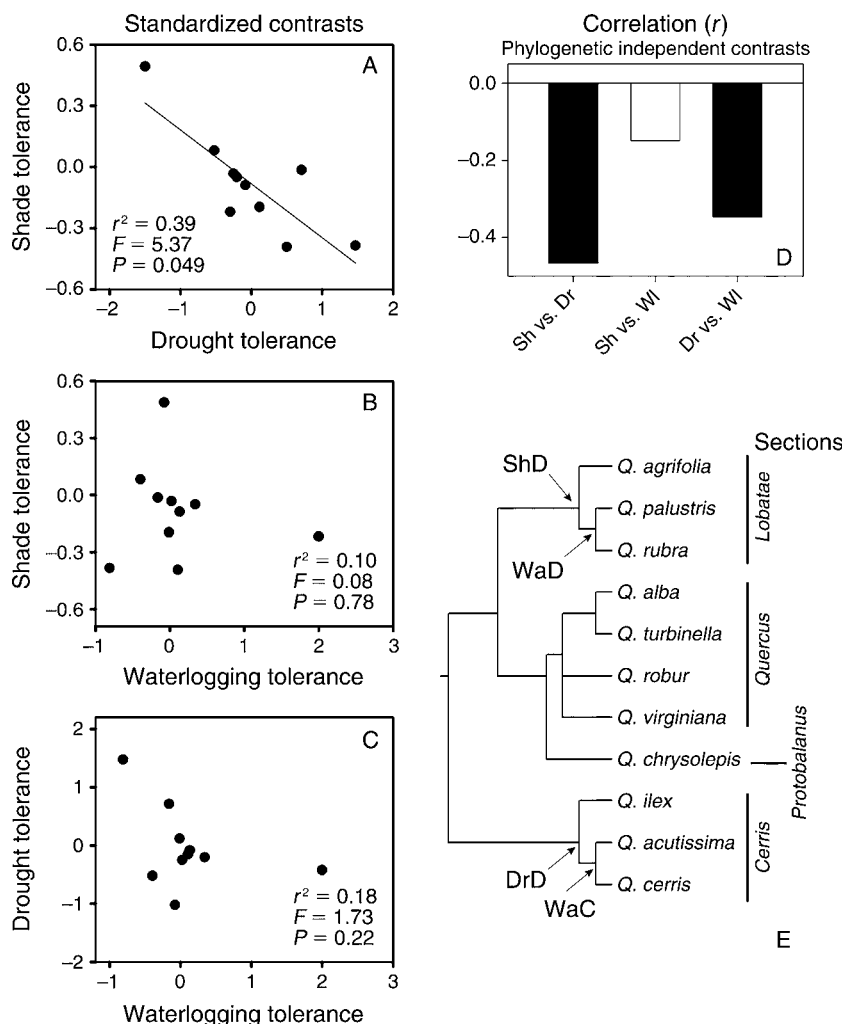 Standardized contrasts
0.6
0.3
0.0
−0.3
−0.6
A
r² = 0.39
F = 5.37
P = 0.049
Shade tolerance
−2 −1 0 1 2
Drought tolerance
0.6
0.3
0.0
−0.3
−0.6
B
r² = 0.10
F = 0.08
P = 0.78
Shade tolerance
−1 0 1 2 3
Waterlogging tolerance
2
1
0
−1
−2
C
r² = 0.18
F = 1.73
P = 0.22
Drought tolerance
−1 0 1 2 3
Waterlogging tolerance
Correlation (r)
Phylogenetic independent contrasts
0.0
−0.2
−0.4
D
Sh vs. Dr
Sh vs. Wl
Dr vs. Wl
Sections
ShD
Q. agrifolia
Q. palustris
Q. rubra
WaD
Lobatae
Q. alba
Q. turbinella
Q. robur
Q. virginiana
Quercus
Q. chrysolepis
Protobalanus
Q. ilex
Q. acutissima
Q. cerris
Cerris
DrD
WaC
E